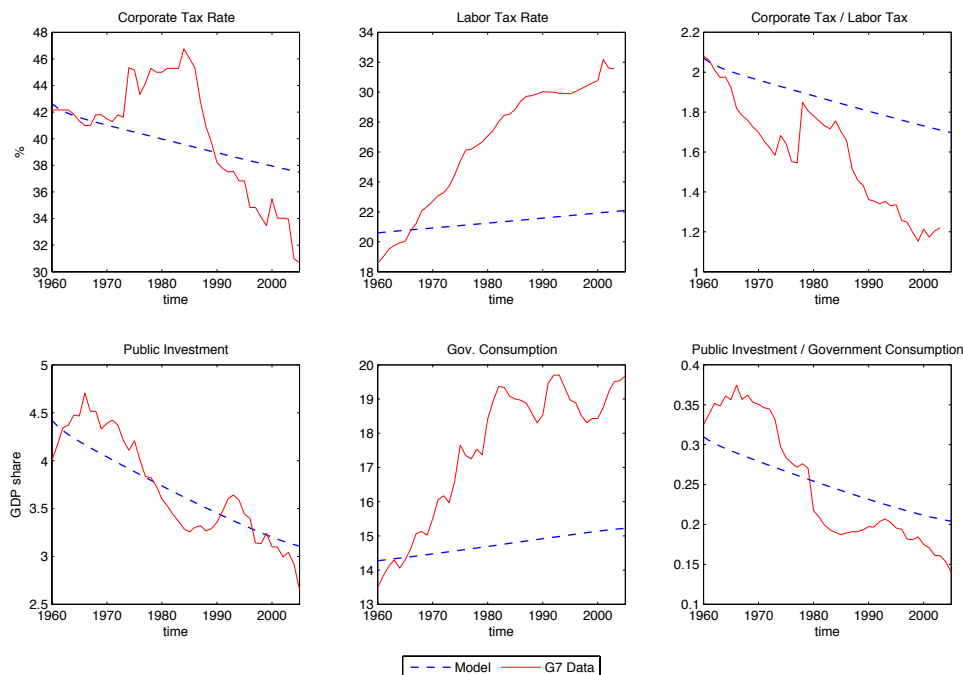 Corporate Tax Rate
Labor Tax Rate
Corporate Tax / Labor Tax
48
46
44
42
40
38
36
34
32
30
%
1960 1970 1980 1990 2000
time
34
32
30
28
26
24
22
20
18
1960 1970 1980 1990 2000
time
2.2
2
1.8
1.6
1.4
1.2
1
1960 1970 1980 1990 2000
time
Public Investment
Gov. Consumption
Public Investment / Government Consumption
5
4.5
4
3.5
3
2.5
GDP share
1960 1970 1980 1990 2000
time
20
19
18
17
16
15
14
13
1960 1970 1980 1990 2000
time
0.4
0.35
0.3
0.25
0.2
0.15
0.1
1960 1970 1980 1990 2000
time
Model G7 Data